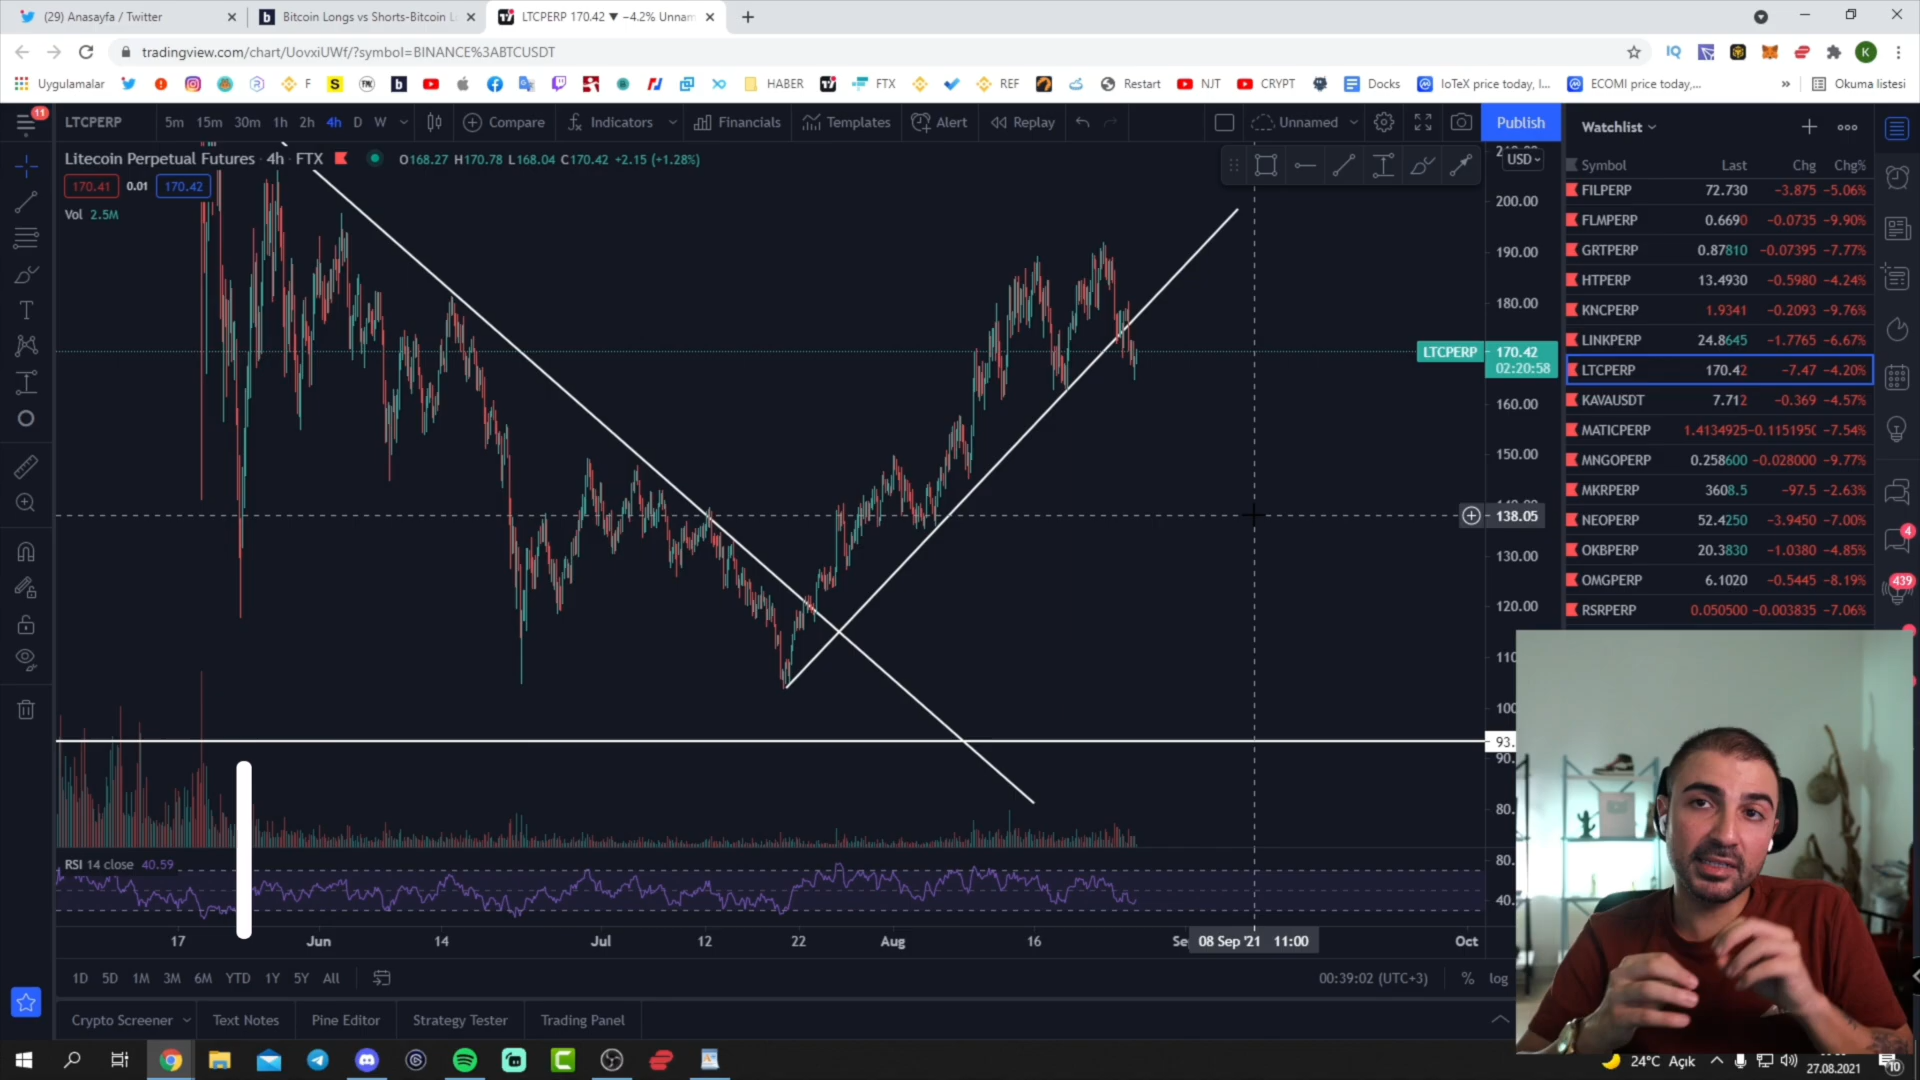 (29) Anasayfa / Twitter
Bitcoin Longs vs Shorts-Bitcoin L
LTCPERP 170.42 ▼ −4.2% Unnam
tradingview.com/chart/UovxiUWf/?symbol=BINANCE%3ABTCUSDT
Uygulamalar F HABER FTX REF Restart NJT CRYPT Docks IoTeX price today, l... ECOMI price today,... » Okuma listesi
11
LTCPERP 5m 15m 30m 1h 2h 4h D W Compare Indicators Financials Templates Alert Replay Unnamed Publish
Litecoin Perpetual Futures · 4h · FTX O168.27 H170.78 L168.04 C170.42 +2.15 (+1.28%)
170.41 0.01 170.42
Vol 2.5M
USD
200.00
190.00
180.00
LTCPERP 170.42
02:20:58
160.00
150.00
138.05
130.00
120.00
93.
90.
80.
RSI 14 close 40.59
80.
40.
17 Jun 14 Jul 12 22 Aug 16 Se 08 Sep '21 11:00 Oct
1D 5D 1M 3M 6M YTD 1Y 5Y All
00:39:02 (UTC+3) % log
Crypto Screener Text Notes Pine Editor Strategy Tester Trading Panel
Watchlist
Symbol Last Chg Chg%
FILPERP 72.730 −3.875 −5.06%
FLMPERP 0.6690 −0.0735 −9.90%
GRTPERP 0.87810 −0.07395 −7.77%
HTPERP 13.4930 −0.5980 −4.24%
KNCPERP 1.9341 −0.2093 −9.76%
LINKPERP 24.8645 −1.7765 −6.67%
LTCPERP 170.42 −7.47 −4.20%
KAVAUSDT 7.712 −0.369 −4.57%
MATICPERP 1.4134925 −0.115195( −7.54%
MNGOPERP 0.258600 −0.028000 −9.77%
MKRPERP 3608.5 −97.5 −2.63%
NEOPERP 52.4250 −3.9450 −7.00%
OKBPERP 20.3830 −1.0380 −4.85%
OMGPERP 6.1020 −0.5445 −8.19%
RSRPERP 0.050500 −0.003835 −7.06%
4
439
24°C Açık
27.08.2021
10